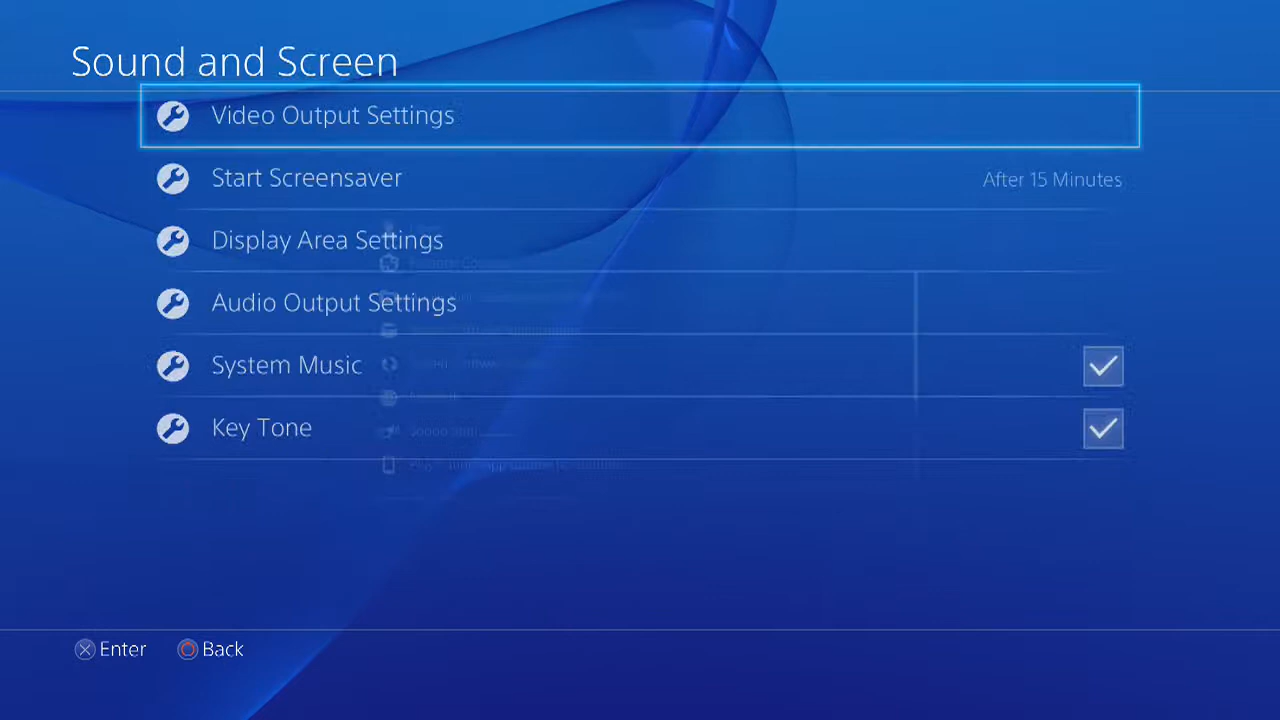 Sound and Screen
Video Output Settings
Start Screensaver
After 15 Minutes
Display Area Settings
Audio Output Settings
System Music
Key Tone
Enter
Back